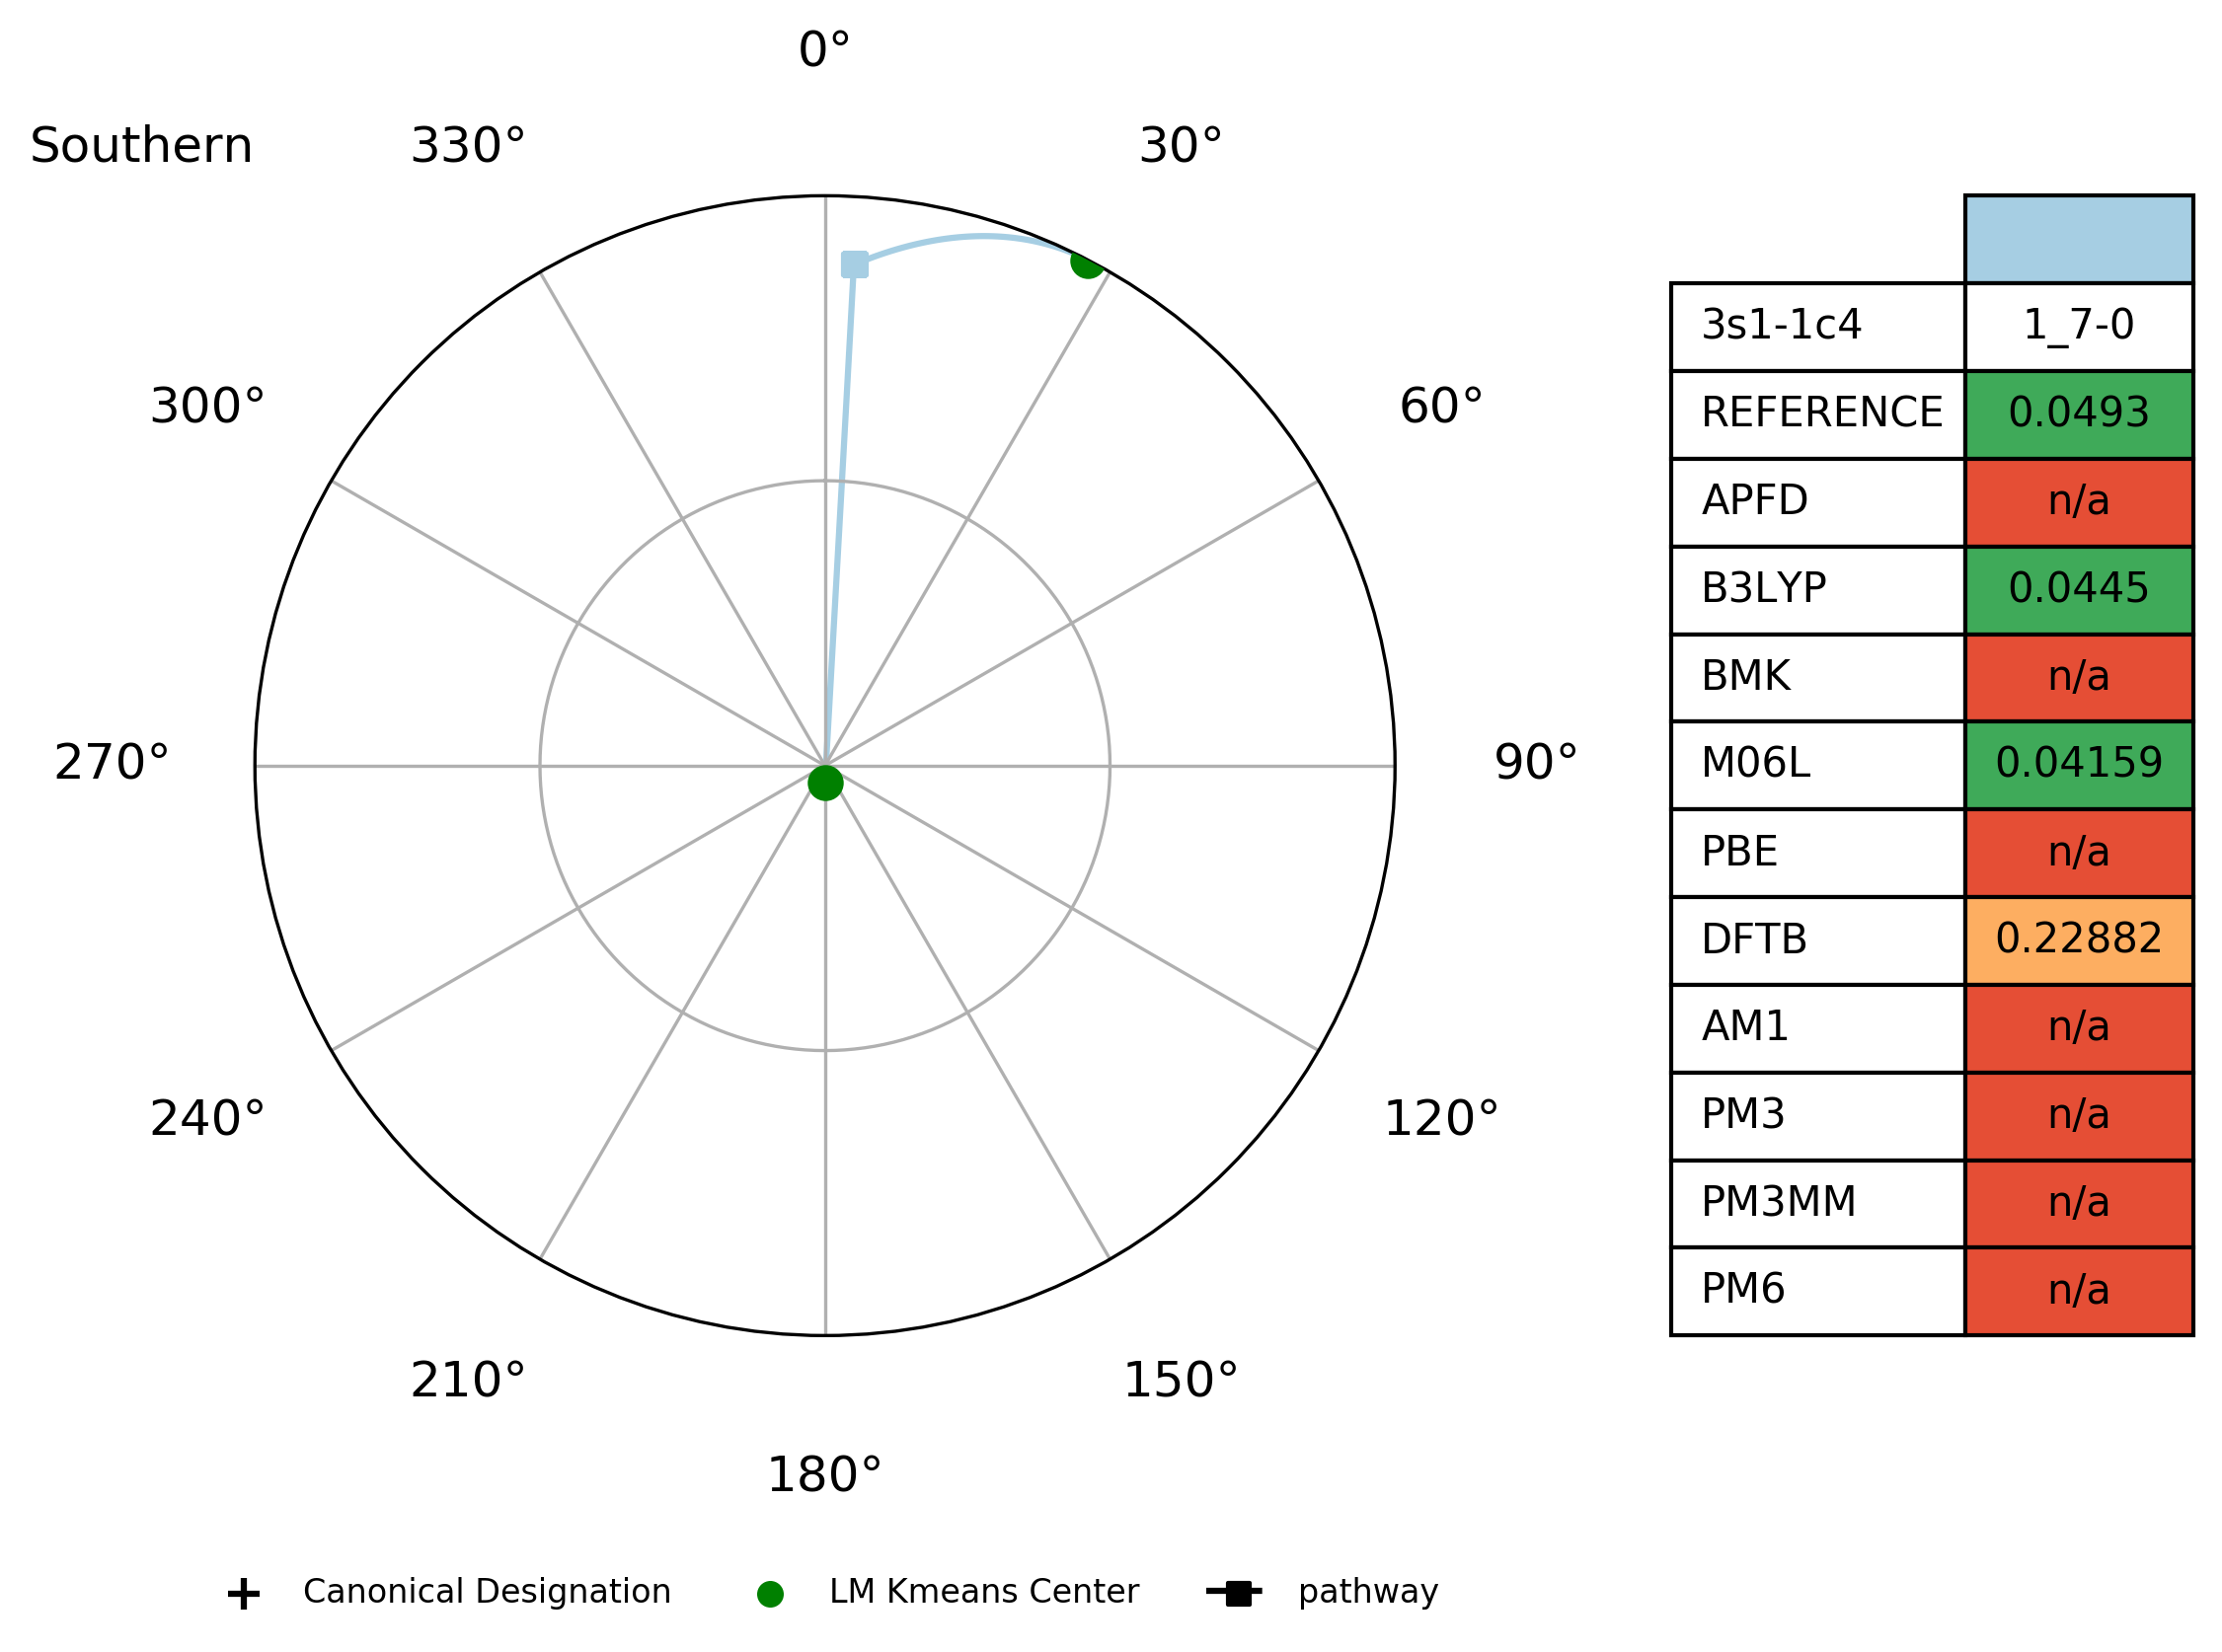 0°
Southern 330° 30°
300° 60°
270° 90°
240° 120°
210° 150°
180°
3s1-1c4 1_7-0
REFERENCE 0.0493
APFD n/a
B3LYP 0.0445
BMK n/a
M06L 0.04159
PBE n/a
DFTB 0.22882
AM1 n/a
PM3 n/a
PM3MM n/a
PM6 n/a
Canonical Designation LM Kmeans Center pathway